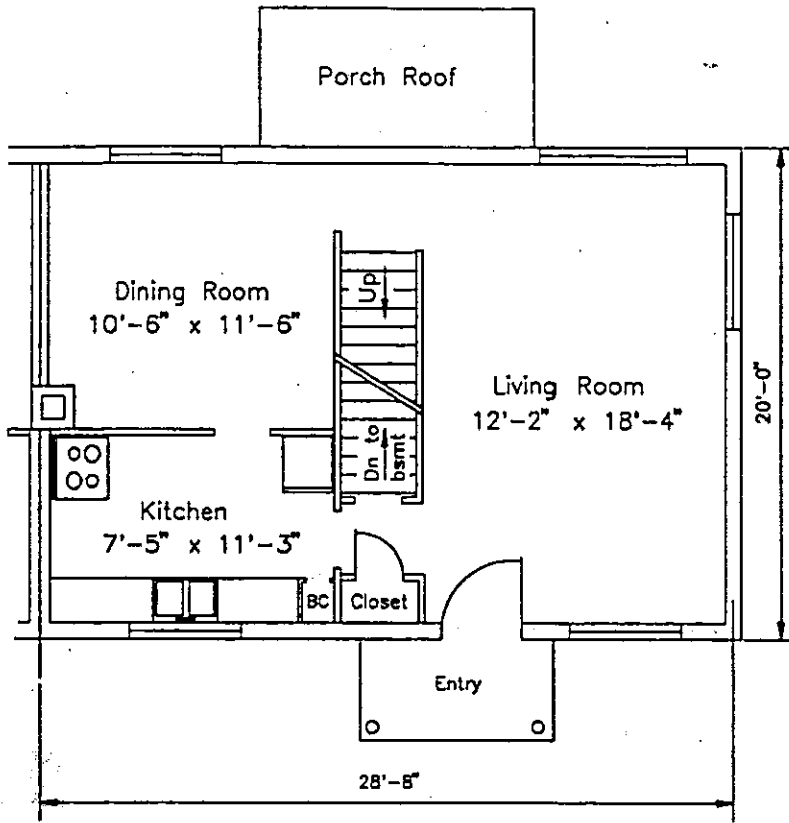 Porch Roof
Dining Room
10'-6" x 11'-6"
Up
Living Room
12'-2" x 18'-4"
20'-0"
Dn to
bsmt
Kitchen
7'-5" x 11'-3"
BC
Closet
Entry
28'-8"